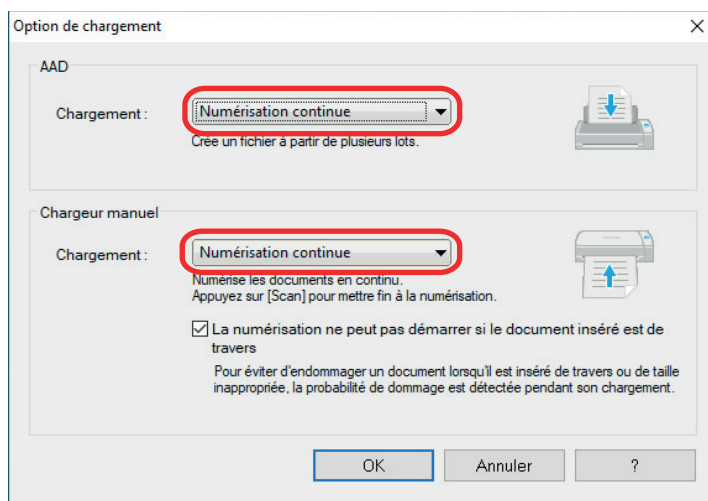 Option de chargement
AAD
Chargement :
Numérisation continue
Crée un fichier à partir de plusieurs lots.
Chargeur manuel
Chargement :
Numérisation continue
Numérise les documents en continu.
Appuyez sur [Scan] pour mettre fin à la numérisation.
La numérisation ne peut pas démarrer si le document inséré est de
travers
Pour éviter d'endommager un document lorsqu'il est inséré de travers ou de taille
inappropriée, la probabilité de dommage est détectée pendant son chargement.
OK
Annuler
?